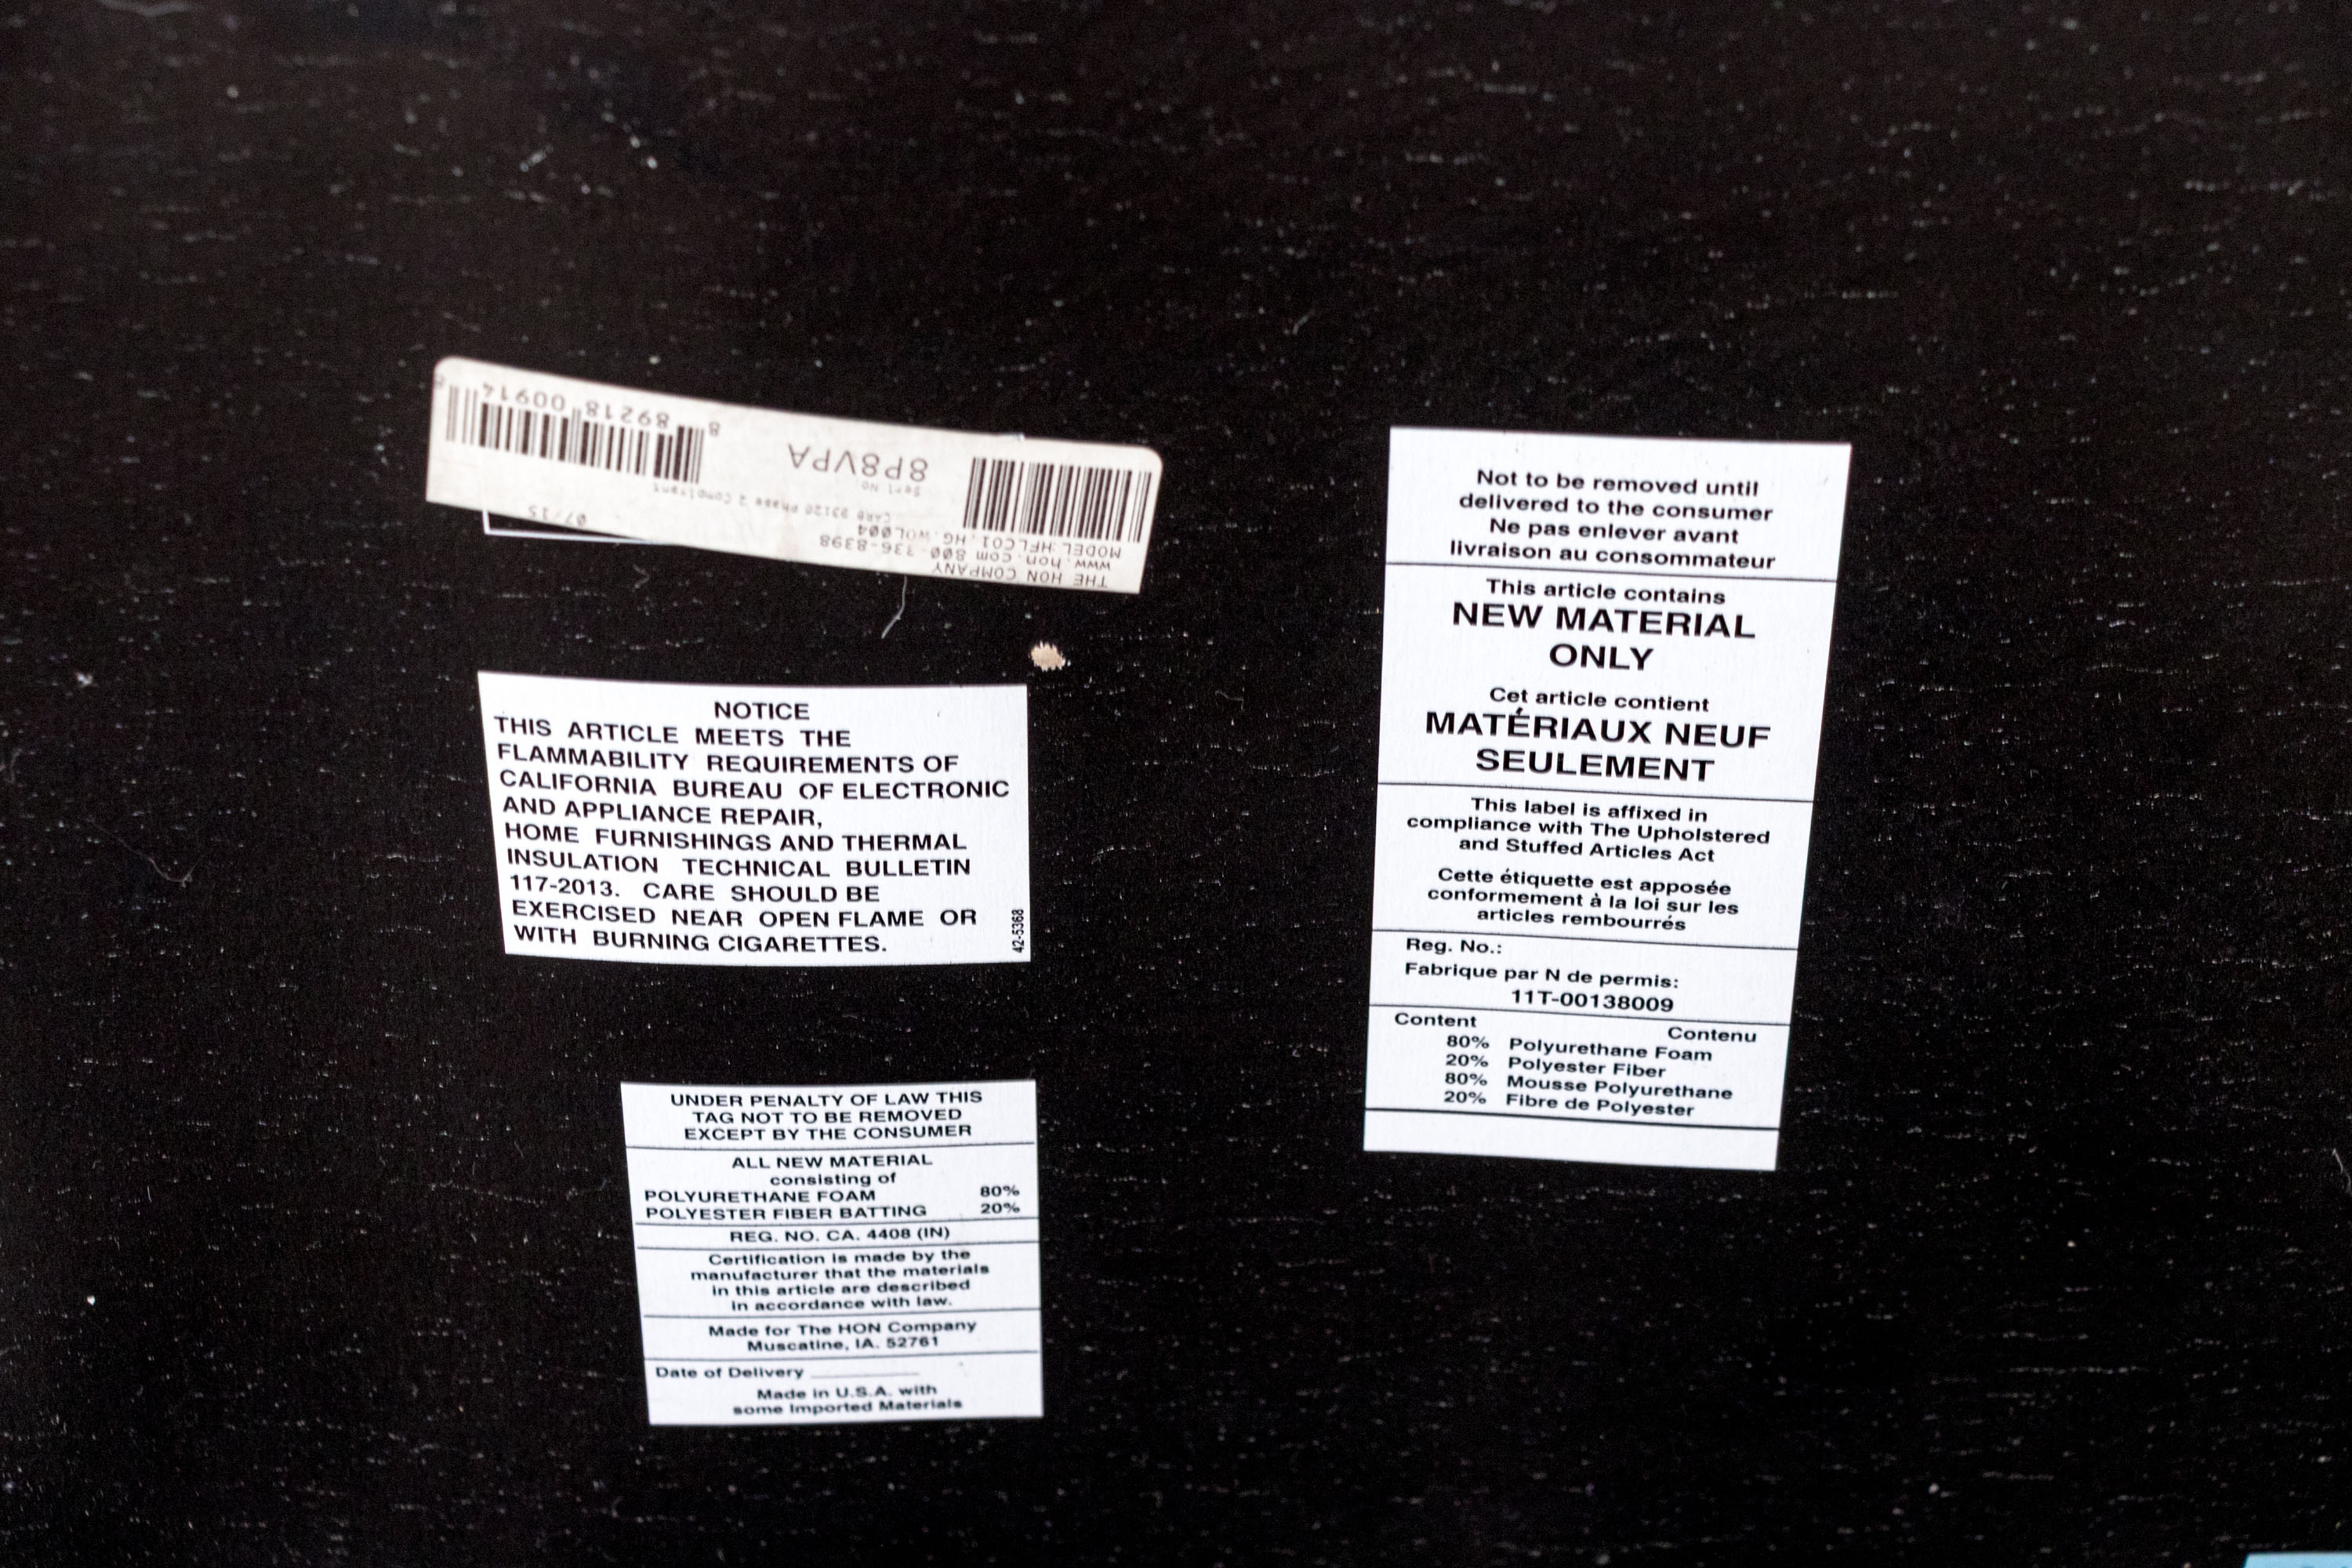 THE HON COMPANY
www.hon.com 800-336-8398
MODEL:HFLC01.HG.WOL004
CARB 93120 Phase 2 Compliant
07/15
Serl No.
8P8VPA
8 89218 00914
NOTICE
THIS ARTICLE MEETS THE
FLAMMABILITY REQUIREMENTS OF
CALIFORNIA BUREAU OF ELECTRONIC
AND APPLIANCE REPAIR,
HOME FURNISHINGS AND THERMAL
INSULATION TECHNICAL BULLETIN
117-2013. CARE SHOULD BE
EXERCISED NEAR OPEN FLAME OR
WITH BURNING CIGARETTES.
42-5368
UNDER PENALTY OF LAW THIS
TAG NOT TO BE REMOVED
EXCEPT BY THE CONSUMER
ALL NEW MATERIAL
consisting of
POLYURETHANE FOAM 80%
POLYESTER FIBER BATTING 20%
REG. NO. CA. 4408 (IN)
Certification is made by the
manufacturer that the materials
in this article are described
in accordance with law.
Made for The HON Company
Muscatine, IA. 52761
Date of Delivery
Made in U.S.A. with
some Imported Materials
Not to be removed until
delivered to the consumer
Ne pas enlever avant
livraison au consommateur
This article contains
NEW MATERIAL
ONLY
Cet article contient
MATÉRIAUX NEUF
SEULEMENT
This label is affixed in
compliance with The Upholstered
and Stuffed Articles Act
Cette étiquette est apposée
conformement à la loi sur les
articles rembourrés
Reg. No.:
Fabrique par N de permis:
11T-00138009
Content Contenu
80% Polyurethane Foam
20% Polyester Fiber
80% Mousse Polyurethane
20% Fibre de Polyester